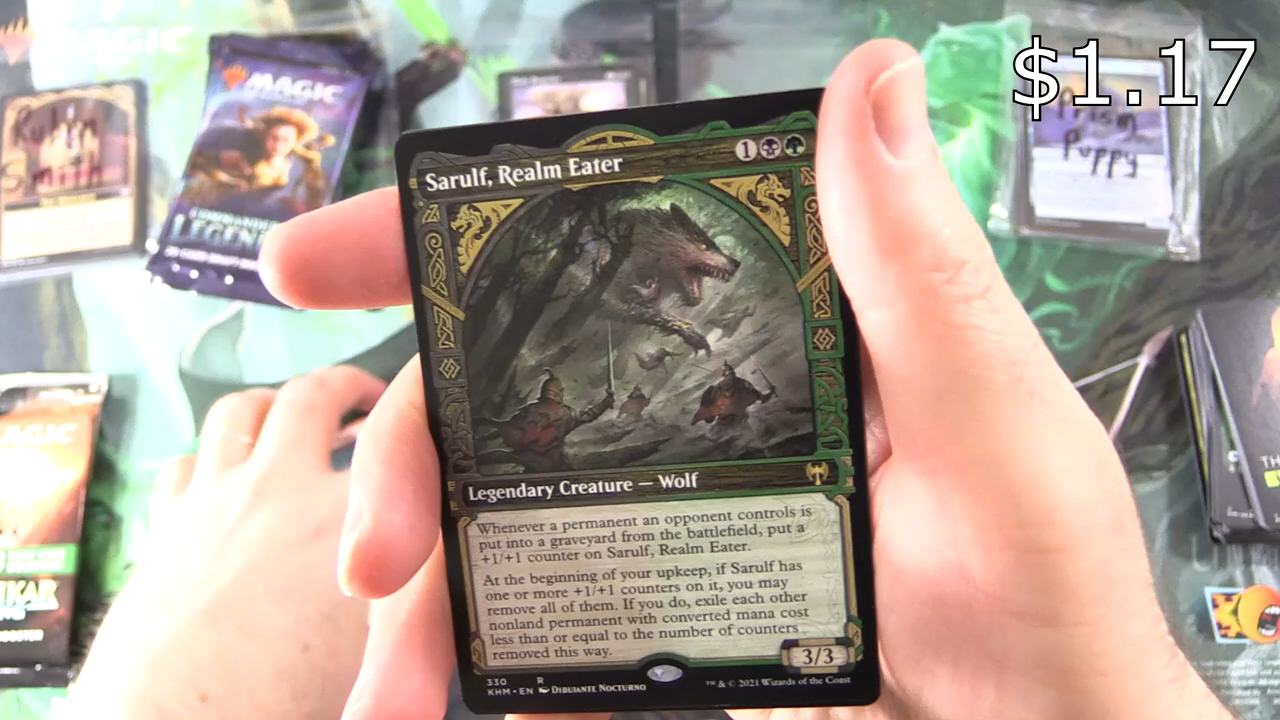 $1.17
MAGIC
Prism
Puppy
MAGIC
LEGENDS
Sarulf, Realm Eater
1
Legendary Creature — Wolf
Whenever a permanent an opponent controls is
put into a graveyard from the battlefield, put a
+1/+1 counter on Sarulf, Realm Eater.
At the beginning of your upkeep, if Sarulf has
one or more +1/+1 counters on it, you may
remove all of them. If you do, exile each other
nonland permanent with converted mana cost
less than or equal to the number of counters
removed this way.
3/3
330 R
KHM • EN DIBUJANTE NOCTURNO
™ & © 2021 Wizards of the Coast